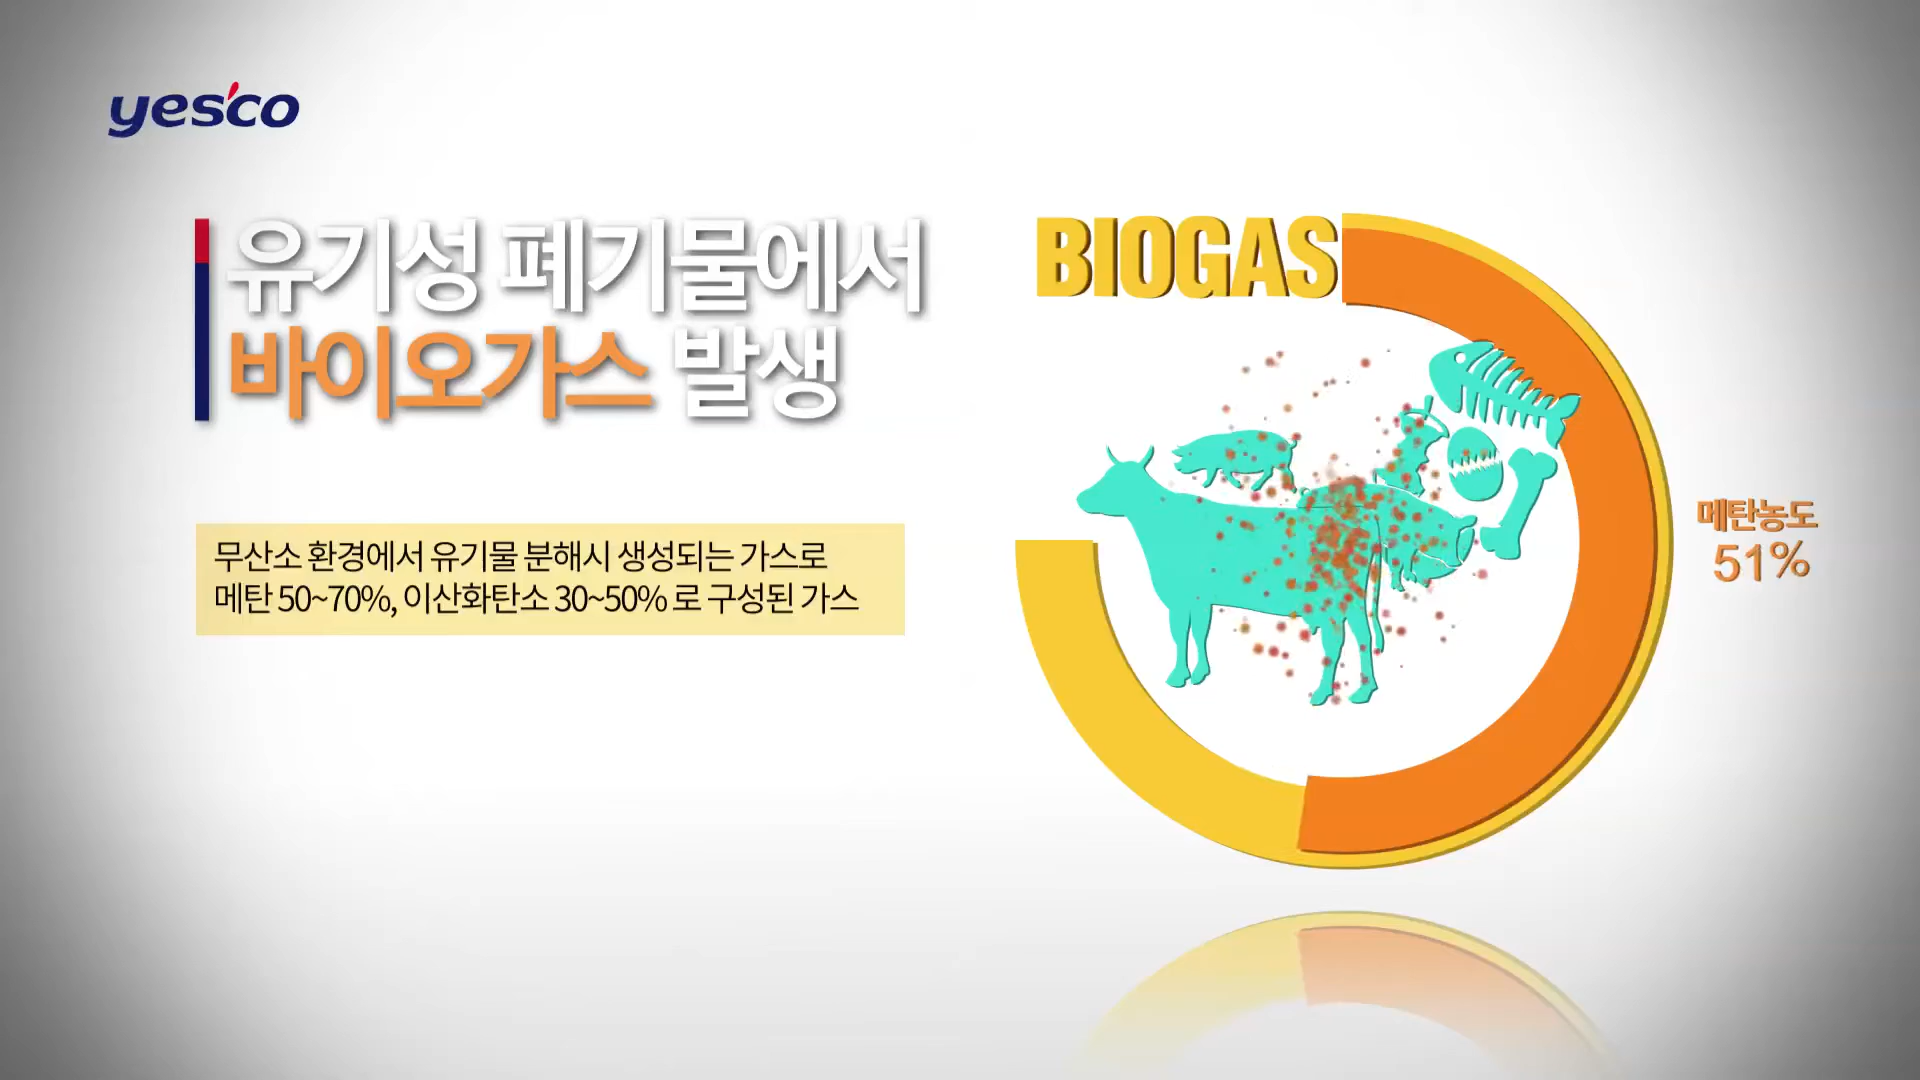 yesco
유기성 폐기물에서
바이오가스 발생
무산소 환경에서 유기물 분해시 생성되는 가스로
메탄 50~70%, 이산화탄소 30~50% 로 구성된 가스
BIOGAS
메탄농도
51%